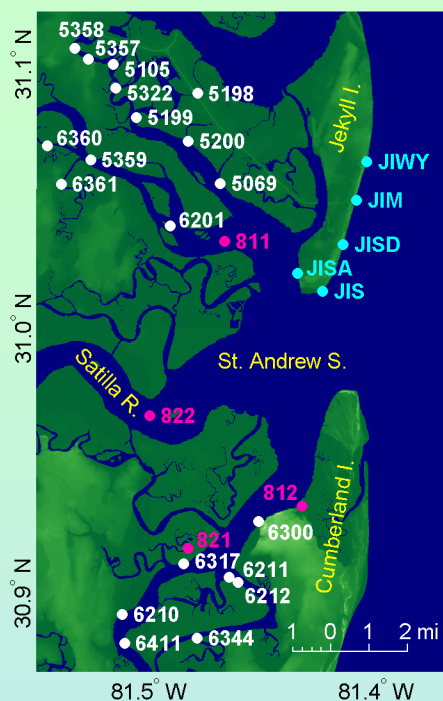 5358
5357
5105
5322
5198
5199
5200
6360
5359
6361
5069
6201
811
Jekyll I.
JIWY
JIM
JISD
JISA
JIS
St. Andrew S.
Satilla R.
822
812
6300
Cumberland I.
821
6317
6211
6212
6210
6411
6344
1 0 1 2 mi
31.1° N
31.0° N
30.9° N
81.5° W
81.4° W